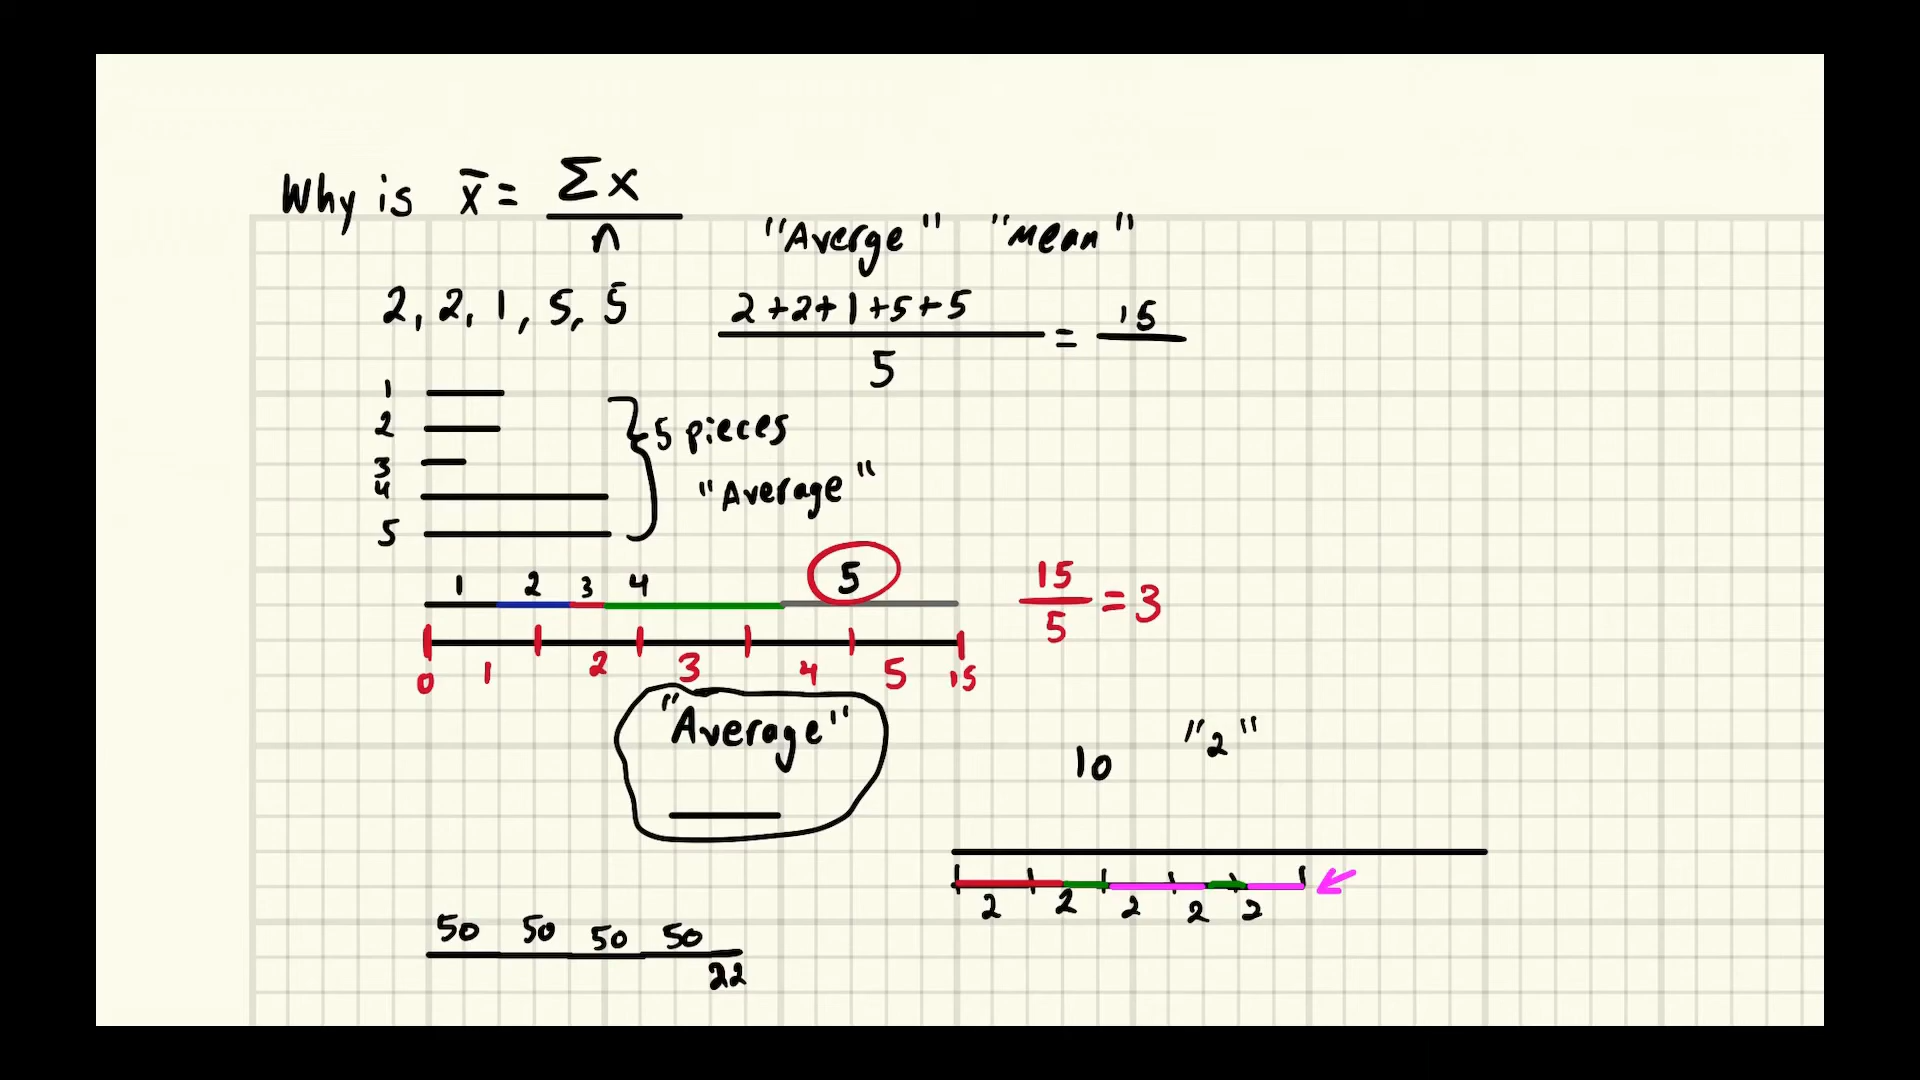 Why is x̄ = Σx / n
"Averge" "mean"
2, 2, 1, 5, 5
2+2+1+5+5 / 5 = 15
1
2
3
4
5
5 pieces
"Average"
1 2 3 4 5
15 / 5 = 3
0 1 2 3 4 5 15
"Average"
10 "2"
2 2 2 2 2
50 50 50 50
22